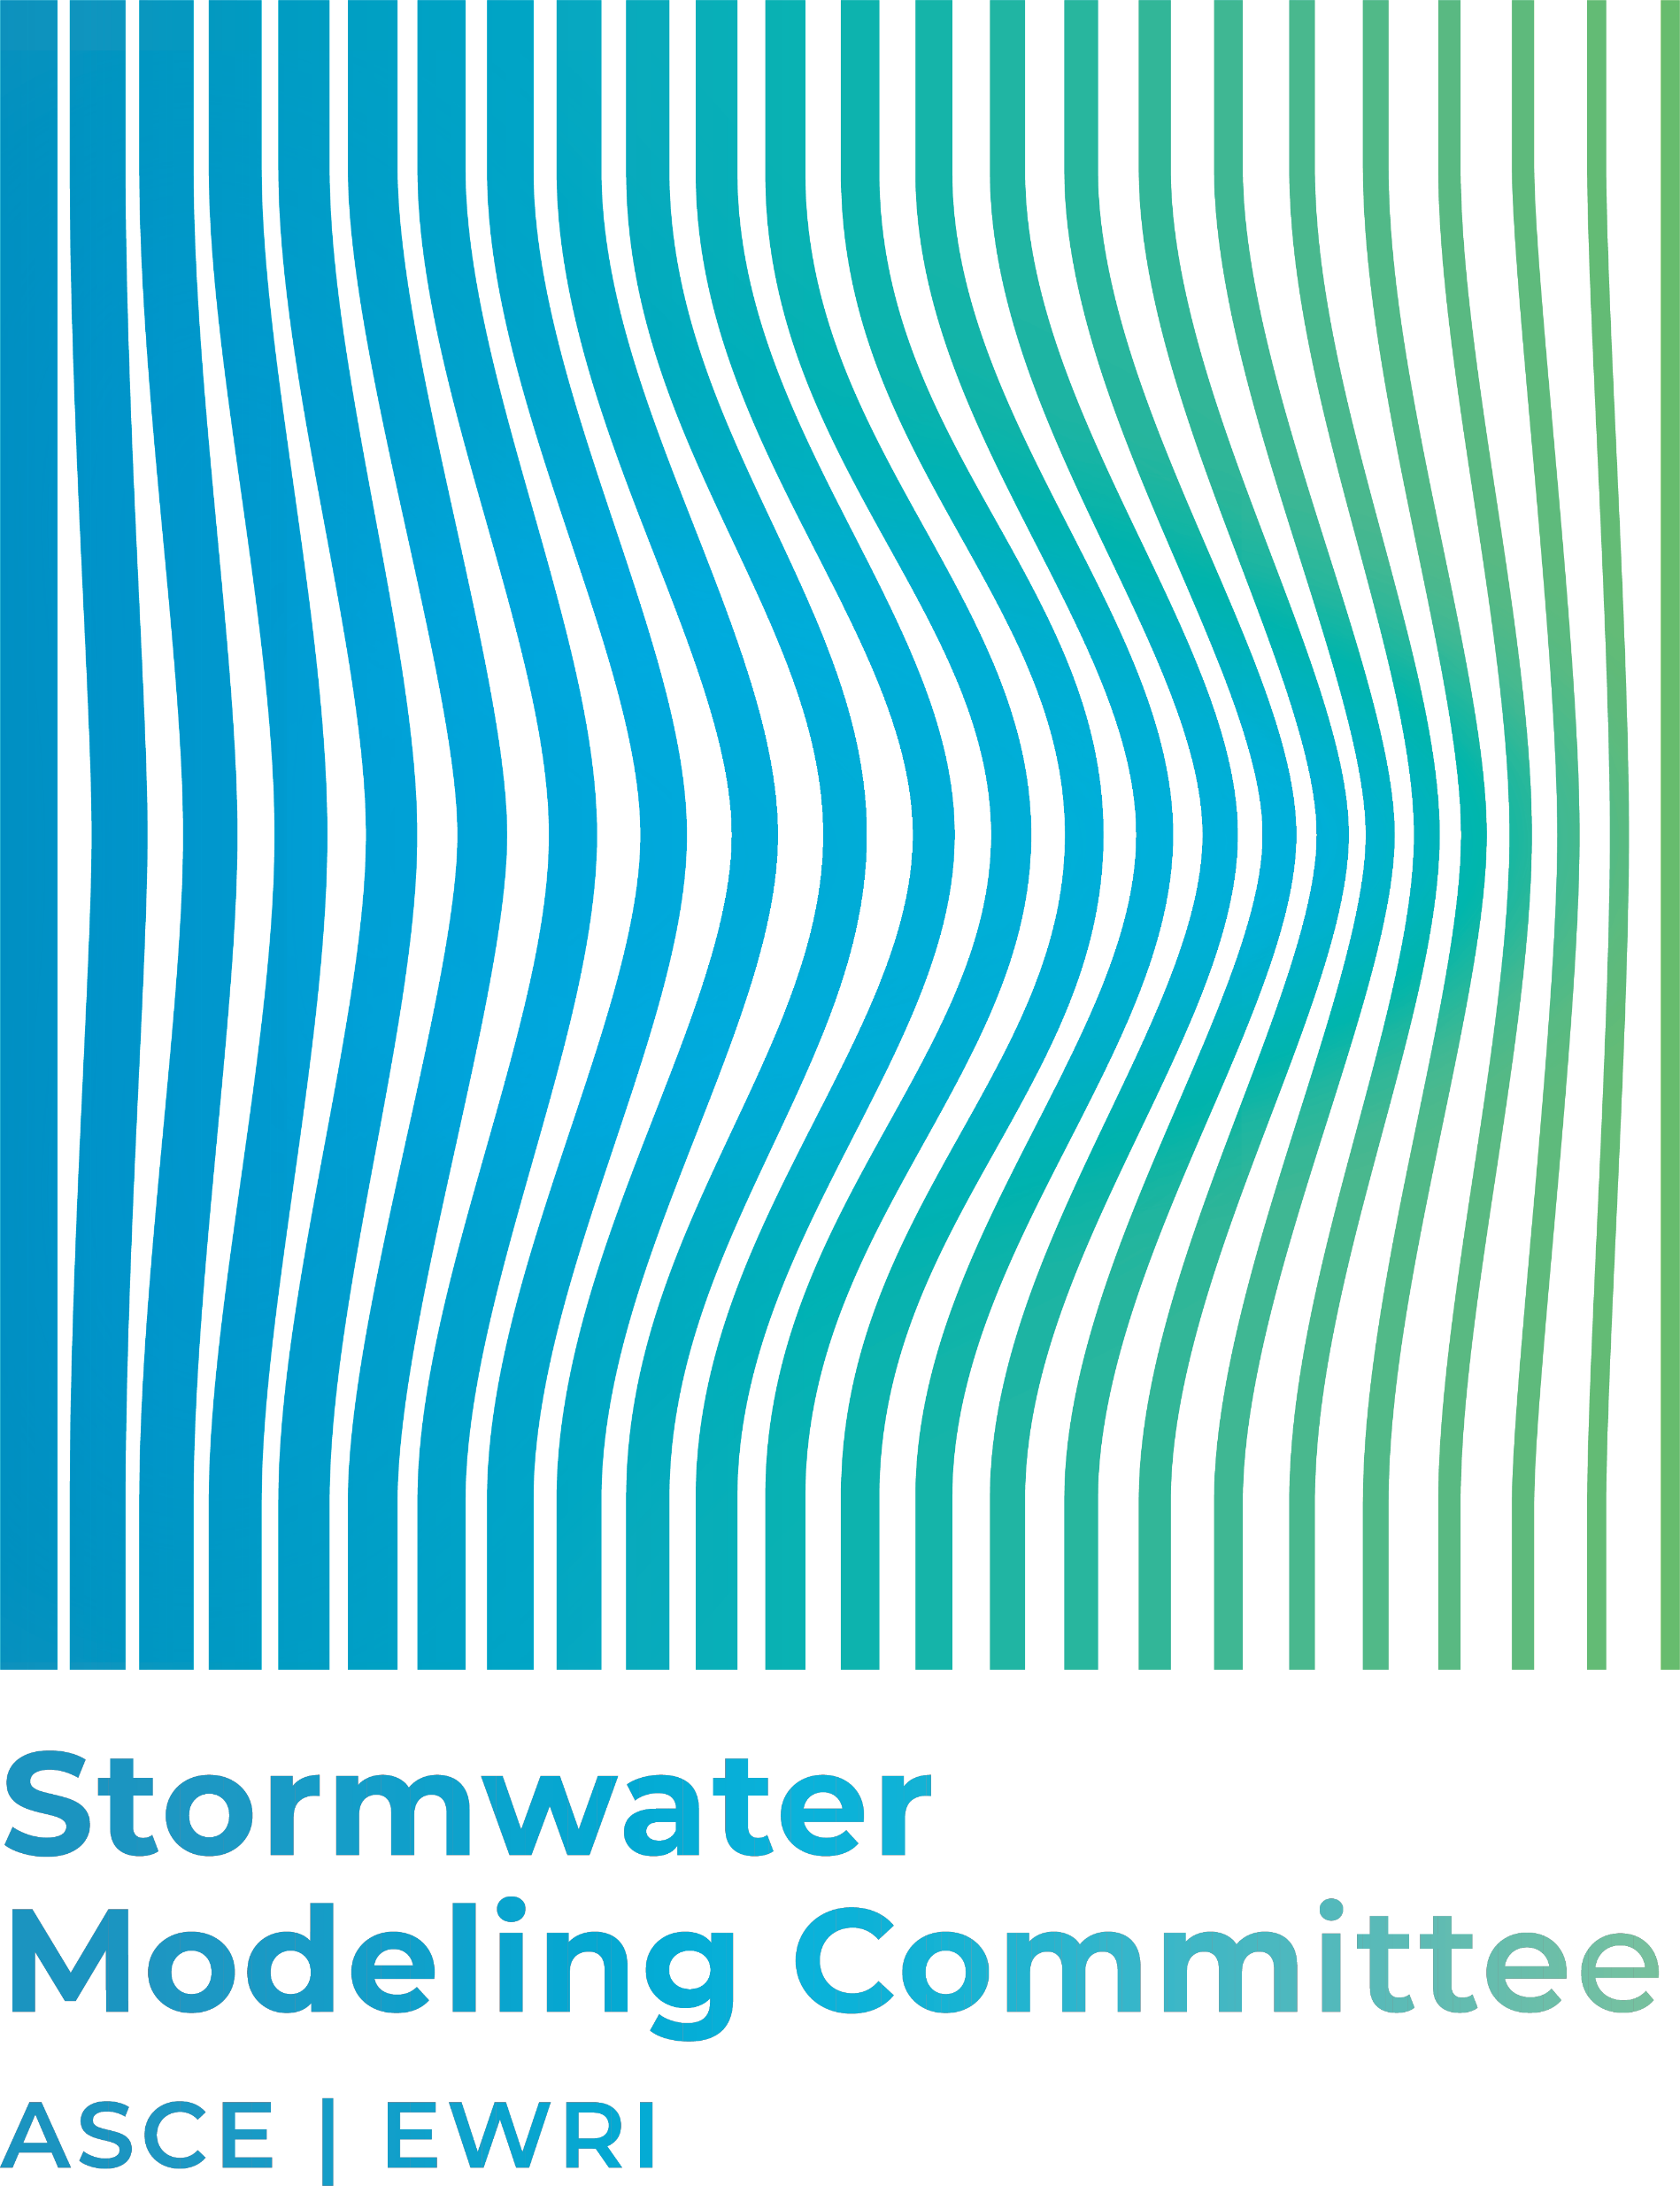 Stormwater
Modeling Committee
ASCE | EWRI